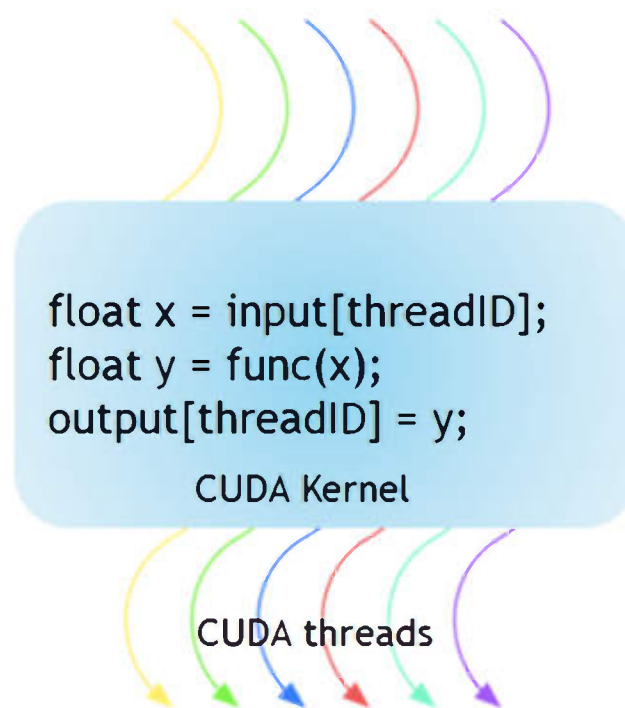 float x = input[threadID];
float y = func(x);
output[threadID] = y;
CUDA Kernel
CUDA threads